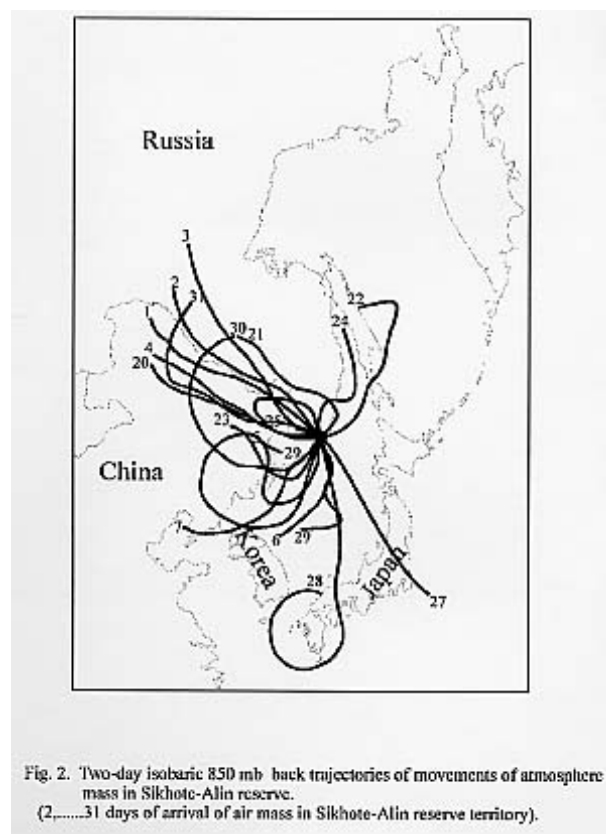 Russia
3
2
31
1
30
21
4
20
22
24
23
25
29
China
7
6
29
Korea
28
Japan
27
Fig. 2. Two-day isobaric 850 mb back trajectories of movements of atmosphere
mass in Sikhote-Alin reserve.
(2,......31 days of arrival of air mass in Sikhote-Alin reserve territory).